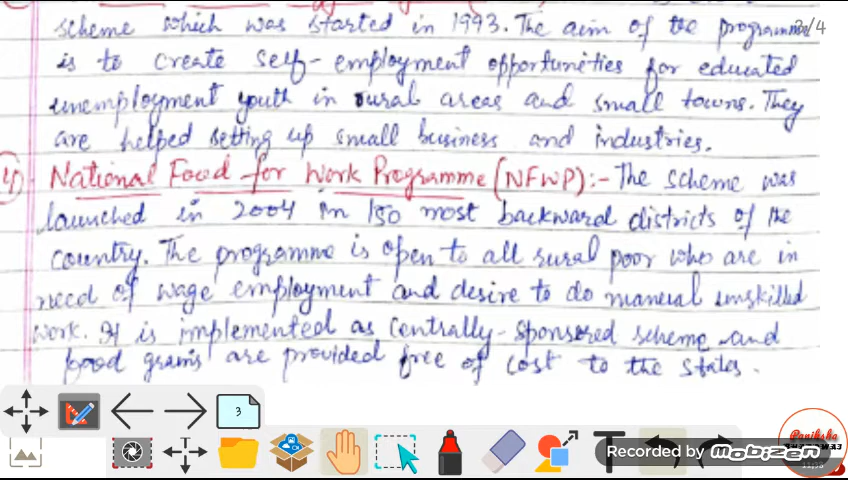 scheme which was started in 1993. The aim of the programme
3/4
is to create self-employment opportunities for educated
unemployment youth in rural areas and small towns. They
are helped setting up small business and industries.
4) National Food for Work Programme (NFWP):- The scheme was
launched in 2004 in 150 most backward districts of the
country. The programme is open to all rural poor who are in
need of wage employment and desire to do manual unskilled
work. It is implemented as centrally-sponsored scheme and
food grains are provided free of cost to the states.
3
T
Recorded by mobizen
Paniksha